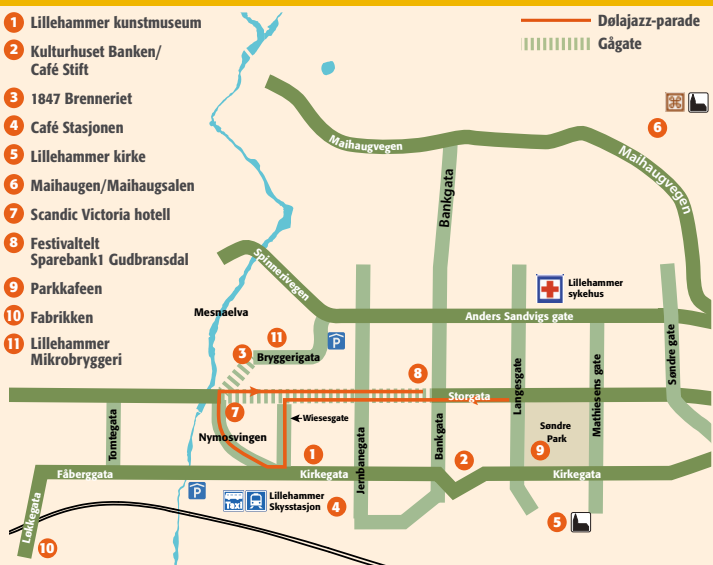 1 Lillehammer kunstmuseum
2 Kulturhuset Banken/
Café Stift
3 1847 Brenneriet
4 Café Stasjonen
5 Lillehammer kirke
6 Maihaugen/Maihaugsalen
7 Scandic Victoria hotell
8 Festivaltelt
Sparebank1 Gudbransdal
9 Parkkafeen
10 Fabrikken
11 Lillehammer
Mikrobryggeri
Dølajazz-parade
Gågate
6
Maihaugvegen
Maihaugvegen
Bankgata
Spinnerivegen
Lillehammer
sykehus
Mesnaelva
Anders Sandvigs gate
11
P
3
Bryggerigata
8
Langesgate
Mathiesens gate
Søndre gate
Storgata
7
Wiesesgate
Tomtegata
Nymosvingen
Jernbanegata
Bankgata
Søndre
Park
9
1
2
Fåberggata
Kirkegata
Kirkegata
P
Taxi
Lillehammer
Skysstasjon
4
5
Løkkegata
10